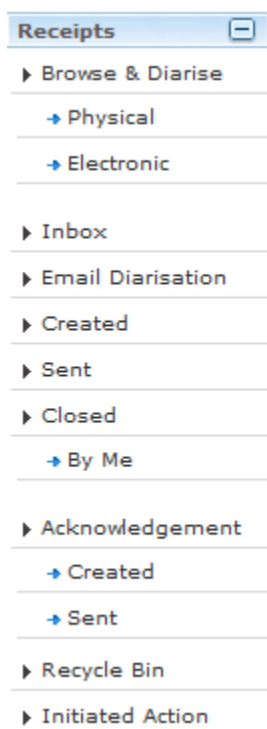 Receipts
Browse & Diarise
Physical
Electronic
Inbox
Email Diarisation
Created
Sent
Closed
By Me
Acknowledgement
Created
Sent
Recycle Bin
Initiated Action